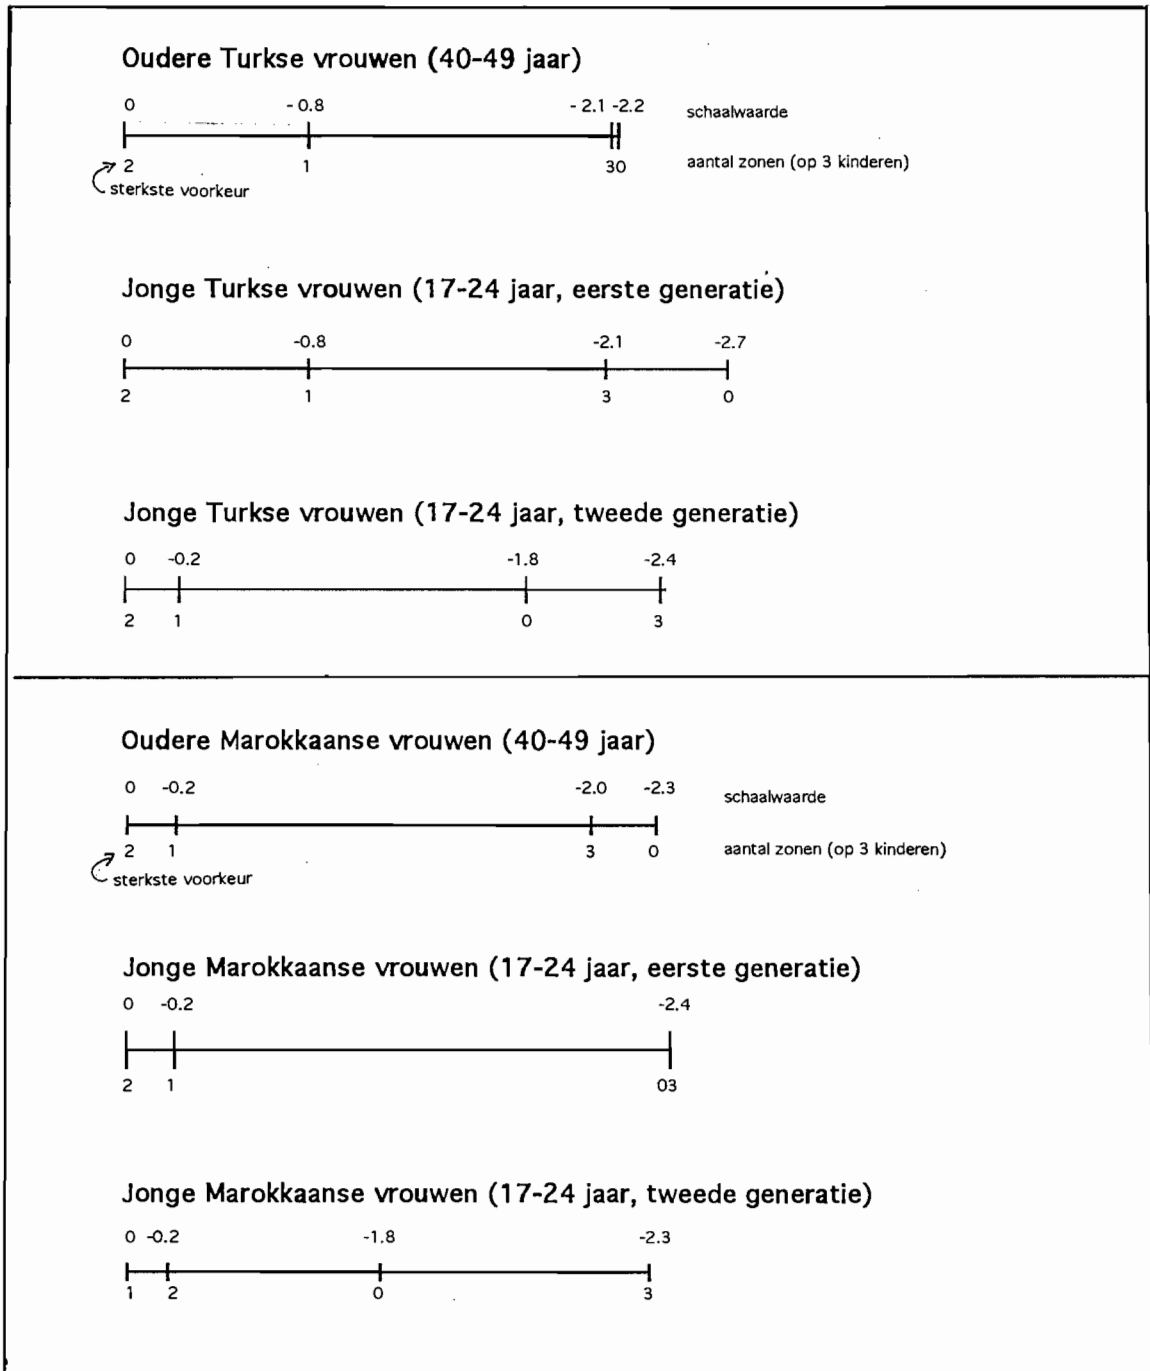 Oudere Turkse vrouwen (40-49 jaar)
0 - 0.8 - 2.1 -2.2 schaalwaarde
2 1 30 aantal zonen (op 3 kinderen)
sterkste voorkeur
Jonge Turkse vrouwen (17-24 jaar, eerste generatie)
0 -0.8 -2.1 -2.7
2 1 3 0
Jonge Turkse vrouwen (17-24 jaar, tweede generatie)
0 -0.2 -1.8 -2.4
2 1 0 3
Oudere Marokkaanse vrouwen (40-49 jaar)
0 -0.2 -2.0 -2.3 schaalwaarde
2 1 3 0 aantal zonen (op 3 kinderen)
sterkste voorkeur
Jonge Marokkaanse vrouwen (17-24 jaar, eerste generatie)
0 -0.2 -2.4
2 1 03
Jonge Marokkaanse vrouwen (17-24 jaar, tweede generatie)
0 -0.2 -1.8 -2.3
1 2 0 3